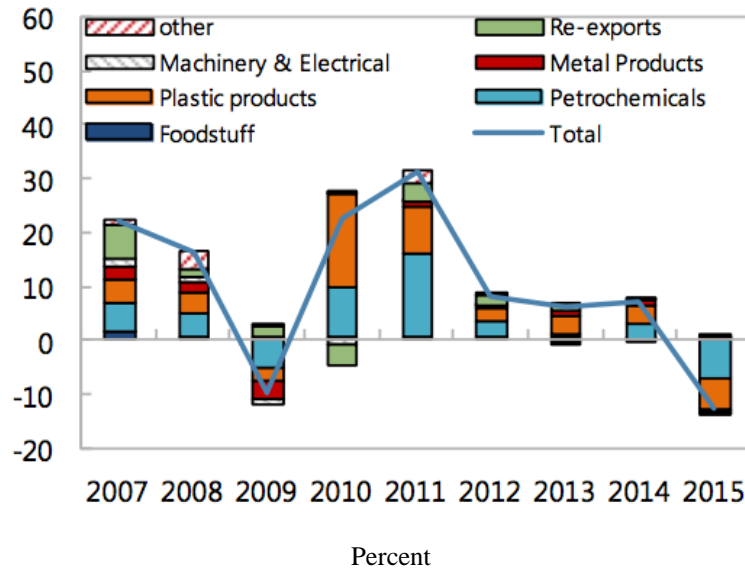 60
50
40
30
20
10
0
-10
-20
other
Re-exports
Machinery & Electrical
Metal Products
Plastic products
Petrochemicals
Foodstuff
Total
2007 2008 2009 2010 2011 2012 2013 2014 2015
Percent